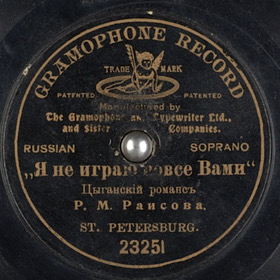 GRAMOPHONE RECORD
TRADE MARK
PATENTED PATENTED
Manufactured by
The Gramophone and Typewriter Ltd.,
and Sister Companies.
RUSSIAN SOPRANO
„Я не играю вовсе Вами“
Цыганскій романсъ
Р. М. Раисова.
ST. PETERSBURG.
23251